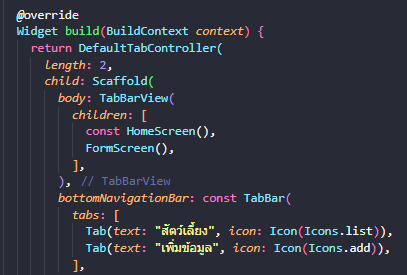 @override
Widget build(BuildContext context) {
return DefaultTabController(
length: 2,
child: Scaffold(
body: TabBarView(
children: [
const HomeScreen(),
FormScreen(),
],
), // TabBarView
bottomNavigationBar: const TabBar(
tabs: [
Tab(text: "สัตว์เลี้ยง", icon: Icon(Icons.list)),
Tab(text: "เพิ่มข้อมูล", icon: Icon(Icons.add)),
],